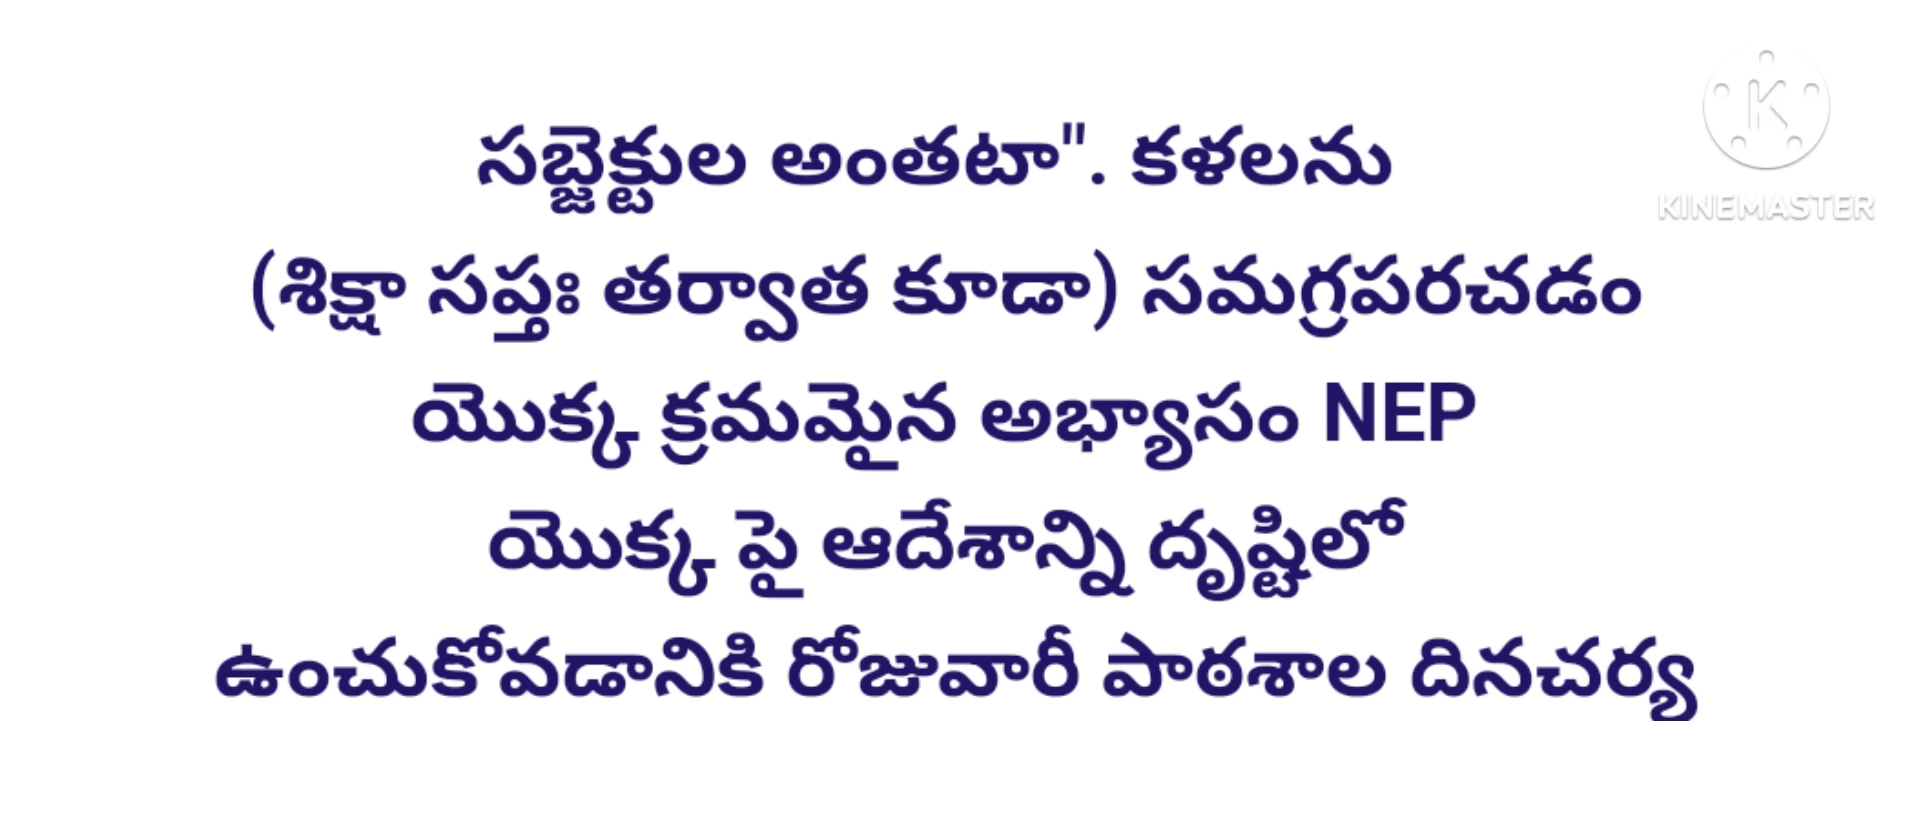 సబ్జెక్టుల అంతటా". కళలను
(శిక్షా సప్తః తర్వాత కూడా) సమగ్రపరచడం
యొక్క క్రమమైన అభ్యాసం NEP
యొక్క పై ఆదేశాన్ని దృష్టిలో
ఉంచుకోవడానికి రోజువారీ పాఠశాల దినచర్య
K
KINEMASTER